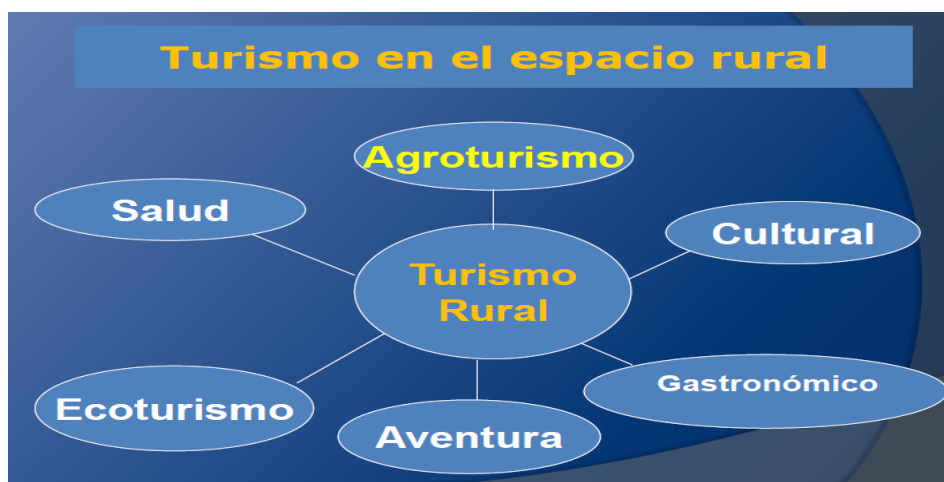 Turismo en el espacio rural
Agroturismo
Salud
Cultural
Turismo
Rural
Gastronómico
Ecoturismo
Aventura